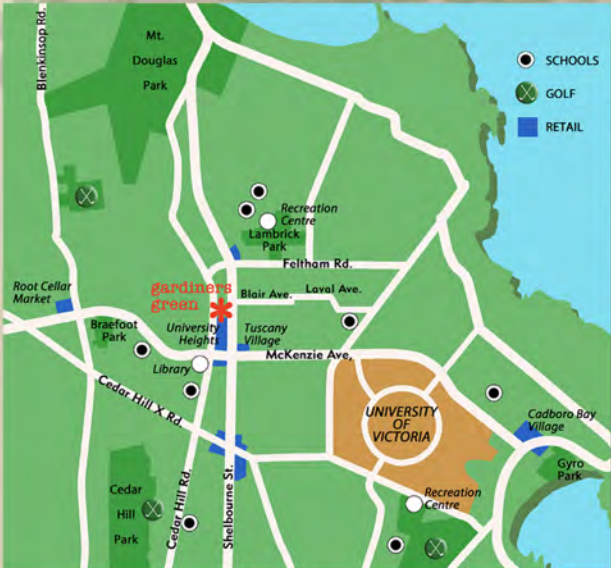 Blenkinsop Rd.
Mt.
Douglas
Park
SCHOOLS
GOLF
RETAIL
Recreation
Centre
Lambrick
Park
Feltham Rd.
Root Cellar
Market
gardiners
green
Blair Ave.
Laval Ave.
Braefoot
Park
University
Heights
Tuscany
Village
McKenzie Ave,
Library
Cedar Hill X Rd.
UNIVERSITY
OF
VICTORIA
Cadboro Bay
Village
Gyro
Park
Cedar
Hill
Park
Cedar Hill Rd.
Shelbourne St.
Recreation
Centre